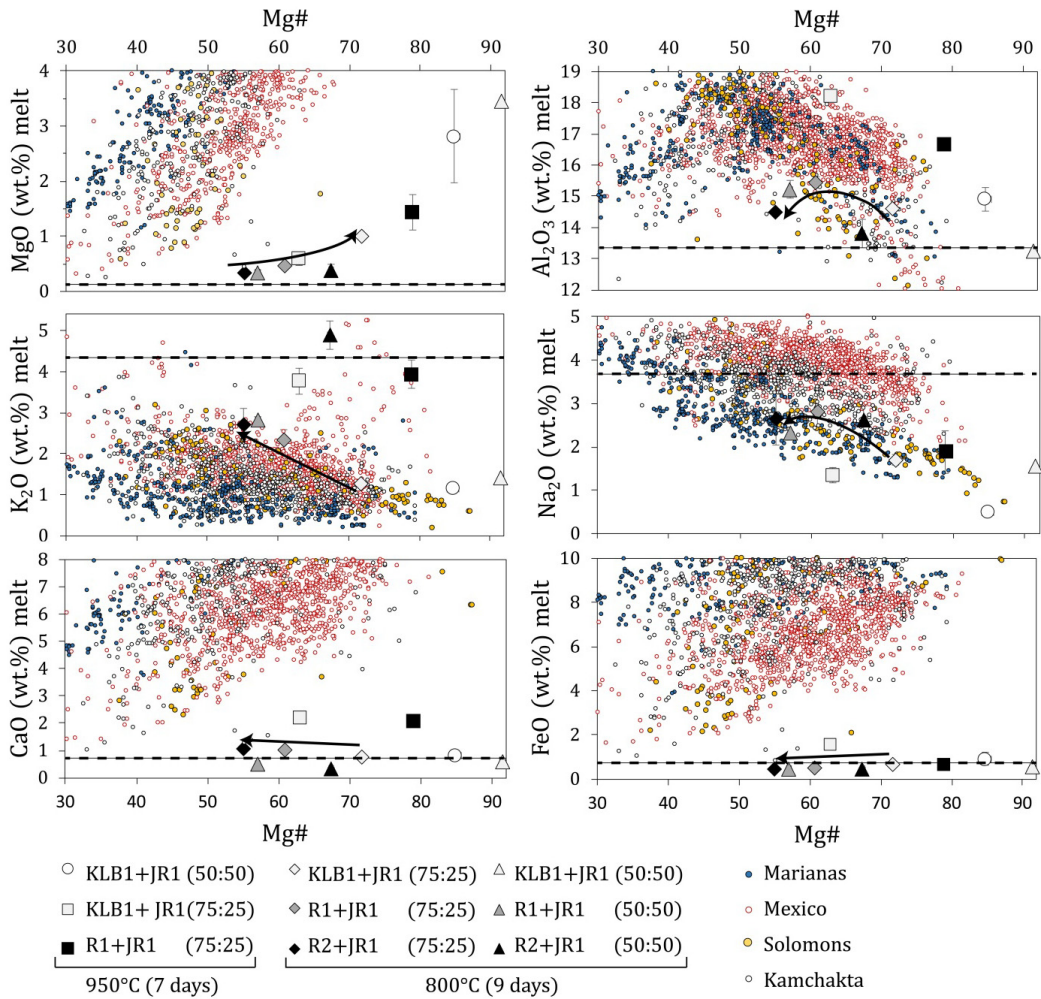 Mg# Mg#
30 40 50 60 70 80 90 30 40 50 60 70 80 90
MgO (wt.%) melt
4
3
2
1
0
Al₂O₃ (wt.%) melt
19
18
17
16
15
14
13
12
K₂O (wt.%) melt
5
4
3
2
1
0
Na₂O (wt.%) melt
5
4
3
2
1
0
CaO (wt.%) melt
8
7
6
5
4
3
2
1
0
FeO (wt.%) melt
10
8
6
4
2
0
30 40 50 60 70 80 90 30 40 50 60 70 80 90
Mg# Mg#
KLB1+JR1 (50:50) KLB1+JR1 (75:25) KLB1+JR1 (50:50) Marianas
KLB1+ JR1(75:25) R1+JR1 (75:25) R1+JR1 (50:50) Mexico
R1+JR1 (75:25) R2+JR1 (75:25) R2+JR1 (50:50) Solomons
950°C (7 days) 800°C (9 days) Kamchakta